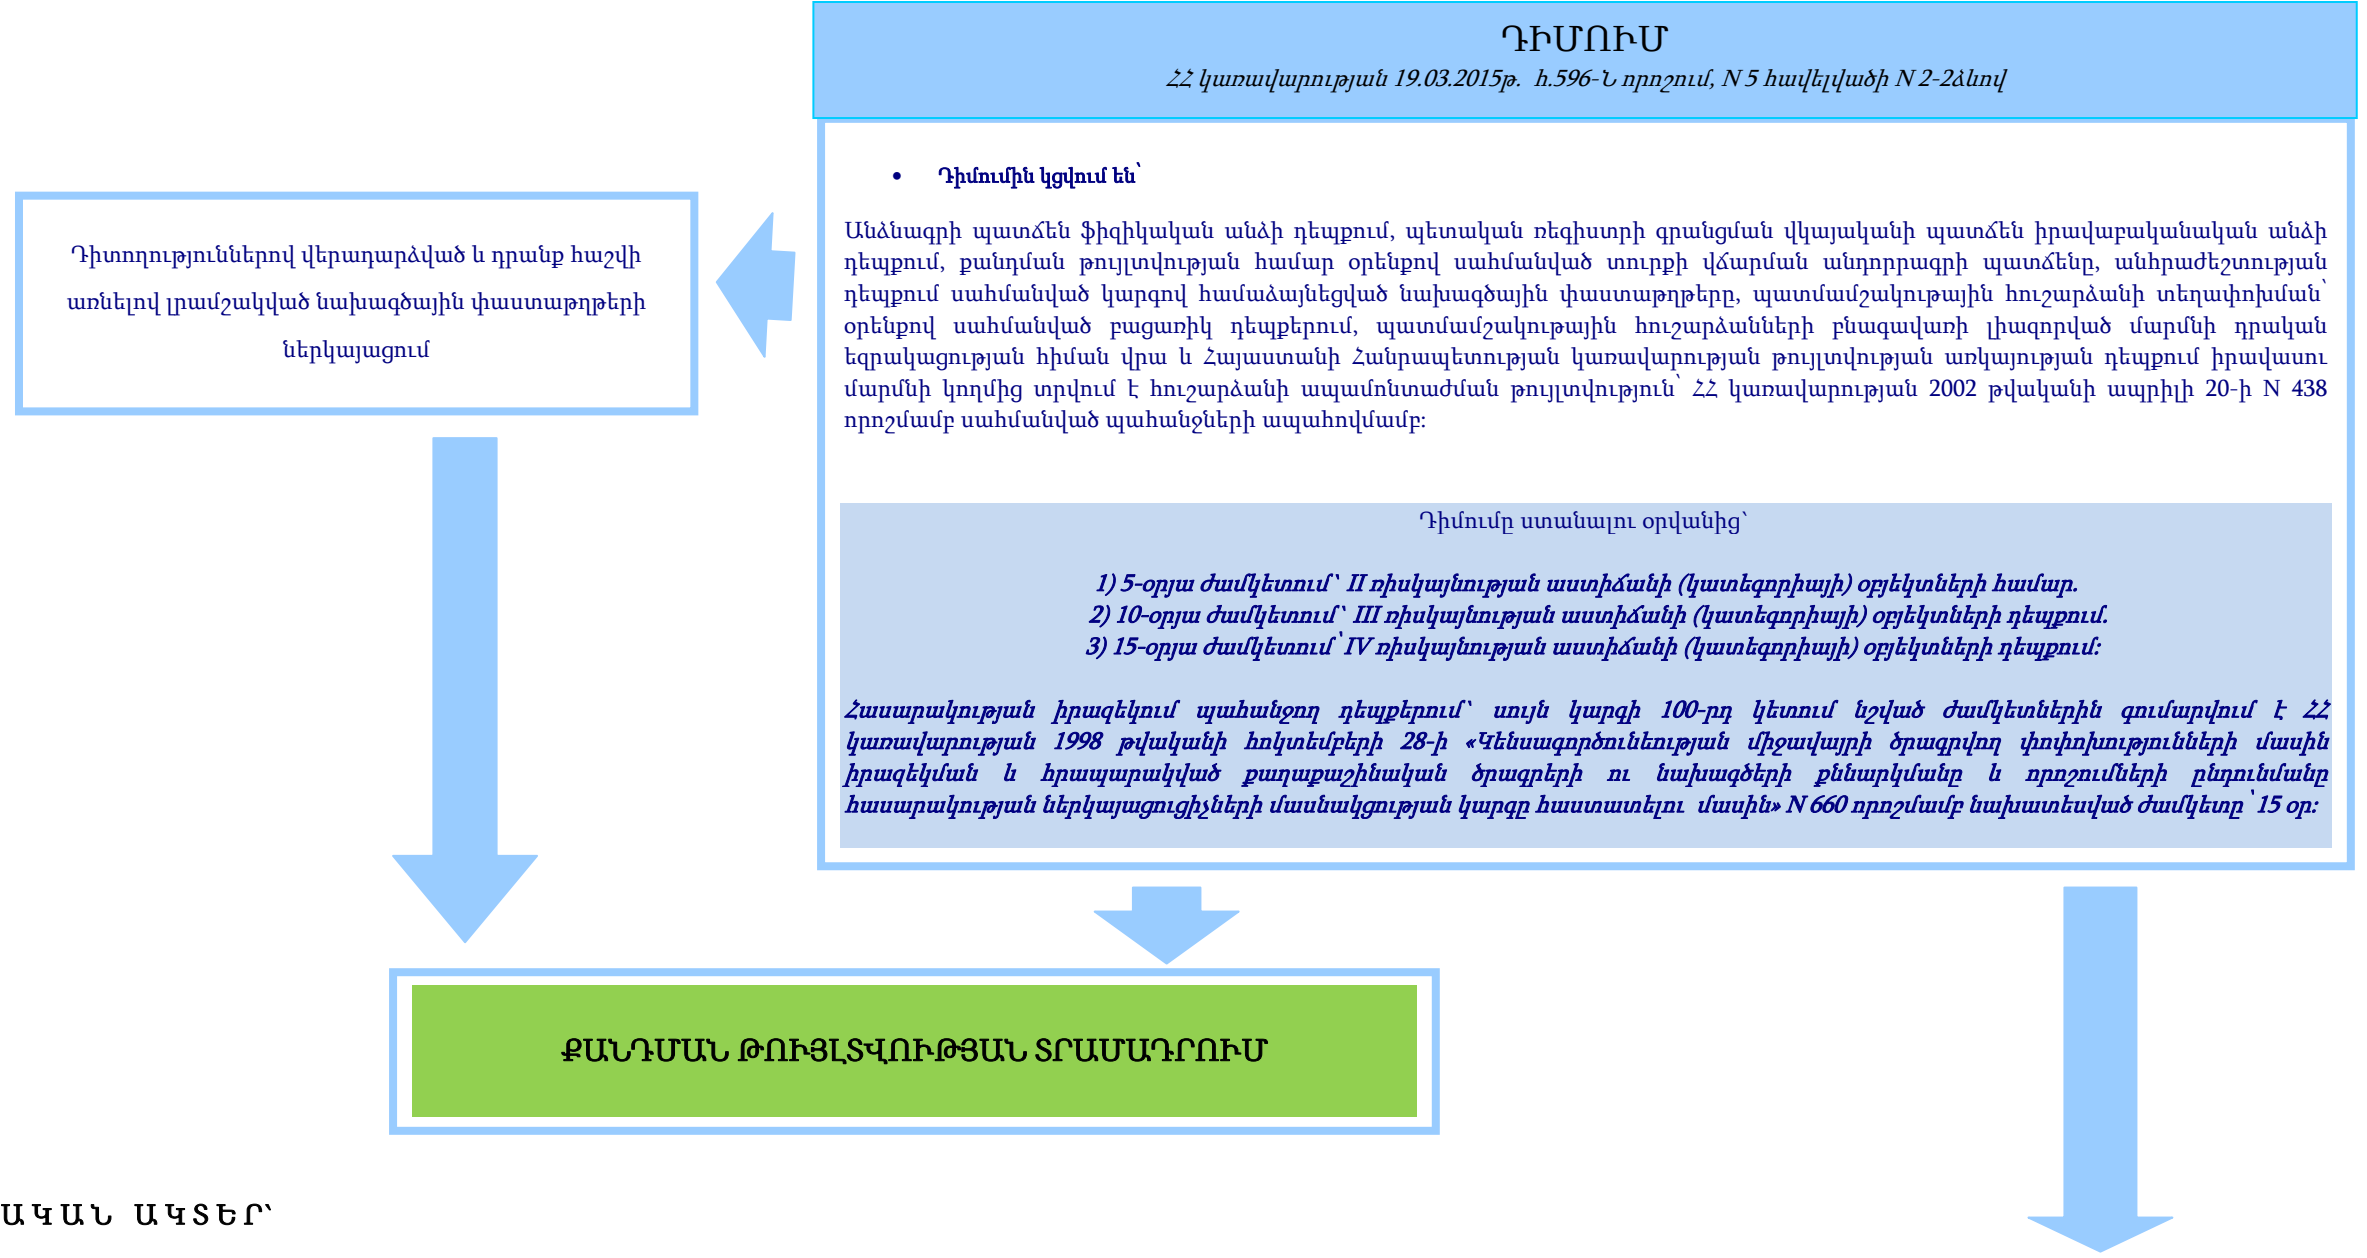 ԴԻՄՈՒՄ
ՀՀ կառավարության 19.03.2015թ. հ.596-Ն որոշում, N 5 հավելվածի N 2-2ձևով
• Դիմումին կցվում են՝
Անձնագրի պատճեն ֆիզիկական անձի դեպքում, պետական ռեգիստրի գրանցման վկայականի պատճեն իրավաբականական անձի
դեպքում, քանդման թույլտվության համար օրենքով սահմանված տուրքի վճարման անդորրագրի պատճենը, անհրաժեշտության
դեպքում սահմանված կարգով համաձայնեցված նախագծային փաստաթղթերը, պատմամշակութային հուշարձանի տեղափոխման՝
օրենքով սահմանված բացառիկ դեպքերում, պատմամշակութային հուշարձանների բնագավառի լիազորված մարմնի դրական
եզրակացության հիման վրա և Հայաստանի Հանրապետության կառավարության թույլտվության առկայության դեպքում իրավասու
մարմնի կողմից տրվում է հուշարձանի ապամոնտաժման թույլտվություն՝ ՀՀ կառավարության 2002 թվականի ապրիլի 20-ի N 438
որոշմամբ սահմանված պահանջների ապահովմամբ։
Դիտողություններով վերադարձված և դրանք հաշվի
առնելով լրամշակված նախագծային փաստաթղթերի
ներկայացում
Դիմումը ստանալու օրվանից՝
1) 5-օրյա ժամկետում՝ II ռիսկայնության աստիճանի (կատեգորիայի) օբյեկտների համար.
2) 10-օրյա ժամկետում՝ III ռիսկայնության աստիճանի (կատեգորիայի) օբյեկտների դեպքում.
3) 15-օրյա ժամկետում՝ IV ռիսկայնության աստիճանի (կատեգորիայի) օբյեկտների դեպքում:
Հասարակության իրազեկում պահանջող դեպքերում՝ սույն կարգի 100-րդ կետում նշված ժամկետներին գումարվում է ՀՀ
կառավարության 1998 թվականի հոկտեմբերի 28-ի «Կենսագործունեության միջավայրի ծրագրվող փոփոխությունների մասին
իրազեկման և հրապարակված քաղաքաշինական ծրագրերի ու նախագծերի քննարկմանը և որոշումների ընդունմանը
հասարակության ներկայացուցիչների մասնակցության կարգը հաստատելու մասին» N 660 որոշմամբ նախատեսված ժամկետը՝ 15 օր:
ՔԱՆԴՄԱՆ ԹՈՒՅԼՏՎՈՒԹՅԱՆ ՏՐԱՄԱԴՐՈՒՄ
ԱԿԱՆ ԱԿՏԵՐ՝